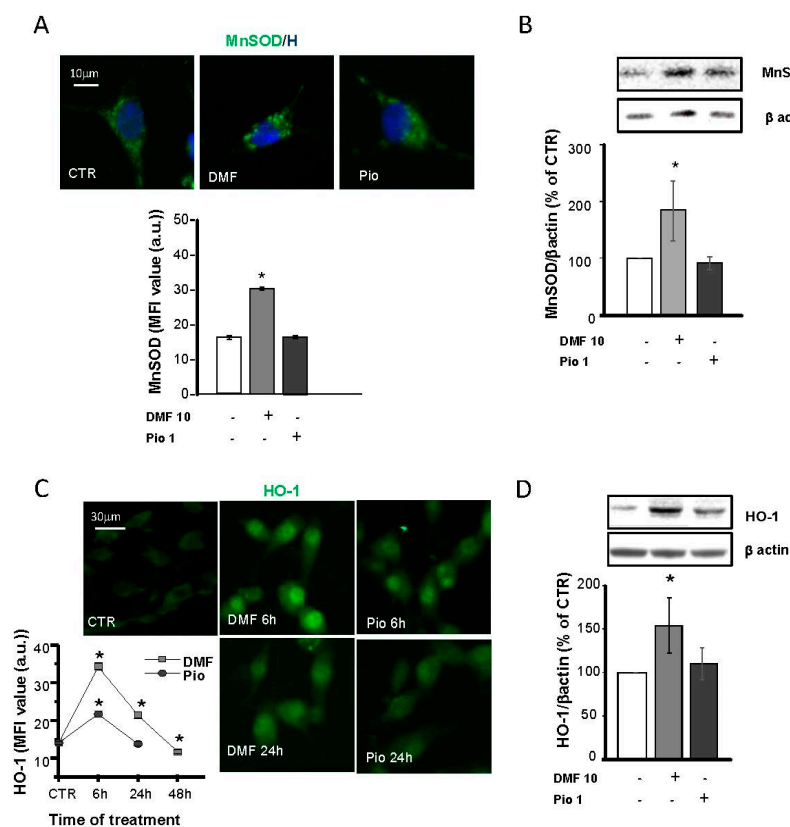 A
MnSOD/H
10μm
CTR
DMF
Pio
MnSOD (MFI value (a.u.))
50
40
30
20
10
0
*
DMF 10 - + -
Pio 1 - - +
B
MnS
β ac
MnSOD/βactin (% of CTR)
300
200
100
0
*
DMF 10 - + -
Pio 1 - - +
C
HO-1
30μm
CTR
DMF 6h
Pio 6h
DMF 24h
Pio 24h
HO-1 (MFI value (a.u.))
40
30
20
10
DMF
Pio
* * * *
CTR 6h 24h 48h
Time of treatment
D
HO-1
β actin
HO-1/βactin (% of CTR)
200
150
100
50
0
*
DMF 10 - + -
Pio 1 - - +